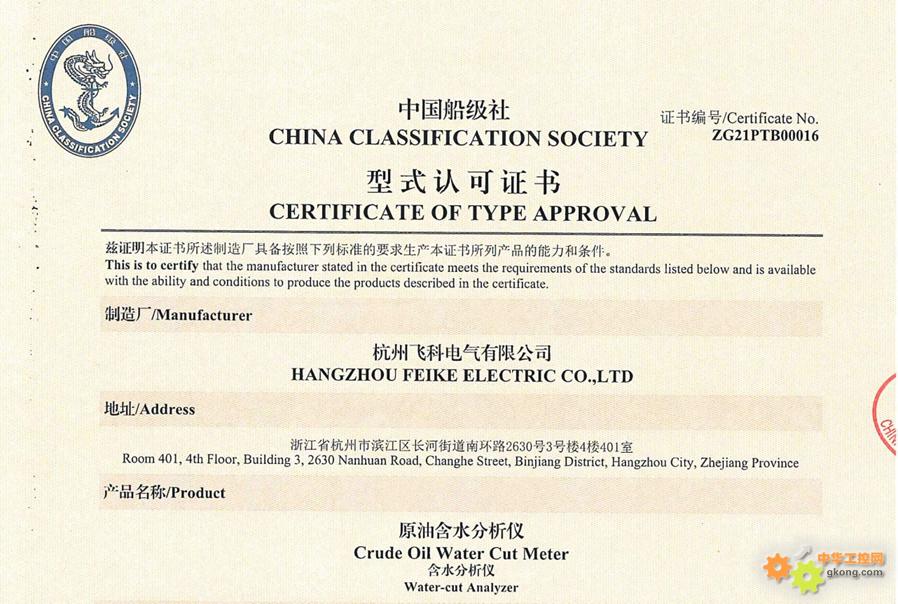 中国船级社
CHINA CLASSIFICATION SOCIETY
中国船级社
CHINA CLASSIFICATION SOCIETY
证书编号/Certificate No.
ZG21PTB00016
型式认可证书
CERTIFICATE OF TYPE APPROVAL
兹证明本证书所述制造厂具备按照下列标准的要求生产本证书所列产品的能力和条件。
This is to certify that the manufacturer stated in the certificate meets the requirements of the standards listed below and is available
with the ability and conditions to produce the products described in the certificate.
制造厂/Manufacturer
杭州飞科电气有限公司
HANGZHOU FEIKE ELECTRIC CO.,LTD
地址/Address
浙江省杭州市滨江区长河街道南环路2630号3号楼4楼401室
Room 401, 4th Floor, Building 3, 2630 Nanhuan Road, Changhe Street, Binjiang District, Hangzhou City, Zhejiang Province
产品名称/Product
原油含水分析仪
Crude Oil Water Cut Meter
含水分析仪
Water-cut Analyzer
中华工控网
gkong.com